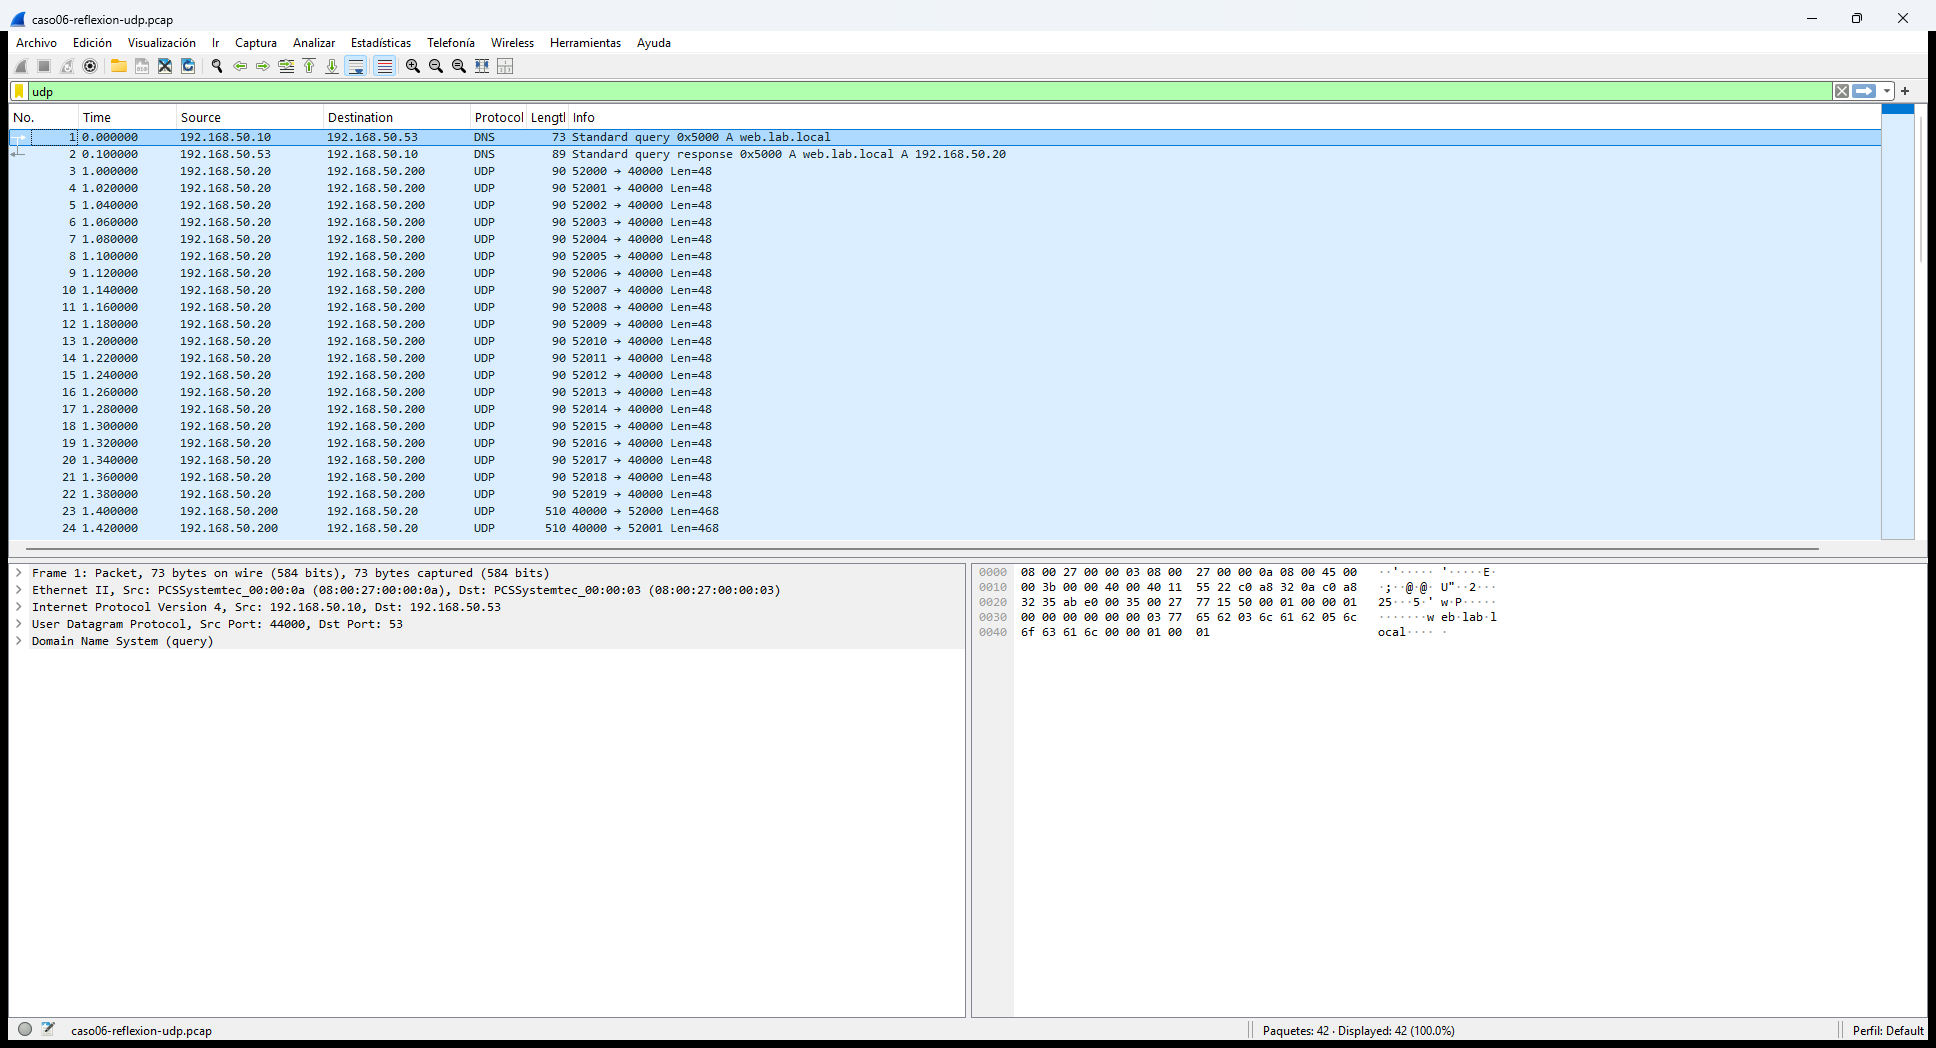 caso06-reflexion-udp.pcap
Archivo Edición Visualización Ir Captura Analizar Estadísticas Telefonía Wireless Herramientas Ayuda
udp
No. Time Source Destination Protocol Lengtl Info
1 0.000000 192.168.50.10 192.168.50.53 DNS 73 Standard query 0x5000 A web.lab.local
2 0.100000 192.168.50.53 192.168.50.10 DNS 89 Standard query response 0x5000 A web.lab.local A 192.168.50.20
3 1.000000 192.168.50.20 192.168.50.200 UDP 90 52000 → 40000 Len=48
4 1.020000 192.168.50.20 192.168.50.200 UDP 90 52001 → 40000 Len=48
5 1.040000 192.168.50.20 192.168.50.200 UDP 90 52002 → 40000 Len=48
6 1.060000 192.168.50.20 192.168.50.200 UDP 90 52003 → 40000 Len=48
7 1.080000 192.168.50.20 192.168.50.200 UDP 90 52004 → 40000 Len=48
8 1.100000 192.168.50.20 192.168.50.200 UDP 90 52005 → 40000 Len=48
9 1.120000 192.168.50.20 192.168.50.200 UDP 90 52006 → 40000 Len=48
10 1.140000 192.168.50.20 192.168.50.200 UDP 90 52007 → 40000 Len=48
11 1.160000 192.168.50.20 192.168.50.200 UDP 90 52008 → 40000 Len=48
12 1.180000 192.168.50.20 192.168.50.200 UDP 90 52009 → 40000 Len=48
13 1.200000 192.168.50.20 192.168.50.200 UDP 90 52010 → 40000 Len=48
14 1.220000 192.168.50.20 192.168.50.200 UDP 90 52011 → 40000 Len=48
15 1.240000 192.168.50.20 192.168.50.200 UDP 90 52012 → 40000 Len=48
16 1.260000 192.168.50.20 192.168.50.200 UDP 90 52013 → 40000 Len=48
17 1.280000 192.168.50.20 192.168.50.200 UDP 90 52014 → 40000 Len=48
18 1.300000 192.168.50.20 192.168.50.200 UDP 90 52015 → 40000 Len=48
19 1.320000 192.168.50.20 192.168.50.200 UDP 90 52016 → 40000 Len=48
20 1.340000 192.168.50.20 192.168.50.200 UDP 90 52017 → 40000 Len=48
21 1.360000 192.168.50.20 192.168.50.200 UDP 90 52018 → 40000 Len=48
22 1.380000 192.168.50.20 192.168.50.200 UDP 90 52019 → 40000 Len=48
23 1.400000 192.168.50.200 192.168.50.20 UDP 510 40000 → 52000 Len=468
24 1.420000 192.168.50.200 192.168.50.20 UDP 510 40000 → 52001 Len=468
Frame 1: Packet, 73 bytes on wire (584 bits), 73 bytes captured (584 bits)
Ethernet II, Src: PCSSystemtec_00:00:0a (08:00:27:00:00:0a), Dst: PCSSystemtec_00:00:03 (08:00:27:00:00:03)
Internet Protocol Version 4, Src: 192.168.50.10, Dst: 192.168.50.53
User Datagram Protocol, Src Port: 44000, Dst Port: 53
Domain Name System (query)
0000 08 00 27 00 00 03 08 00 27 00 00 0a 08 00 45 00 ··'····· '·····E·
0010 00 3b 00 00 40 00 40 11 55 22 c0 a8 32 0a c0 a8 ·;··@·@· U"··2···
0020 32 35 ab e0 00 35 00 27 77 15 50 00 01 00 00 01 25···5·' w·P·····
0030 00 00 00 00 00 00 03 77 65 62 03 6c 61 62 05 6c ·······w eb·lab·l
0040 6f 63 61 6c 00 00 01 00 01 ocal···· ·
caso06-reflexion-udp.pcap
Paquetes: 42 · Displayed: 42 (100.0%)
Perfil: Default